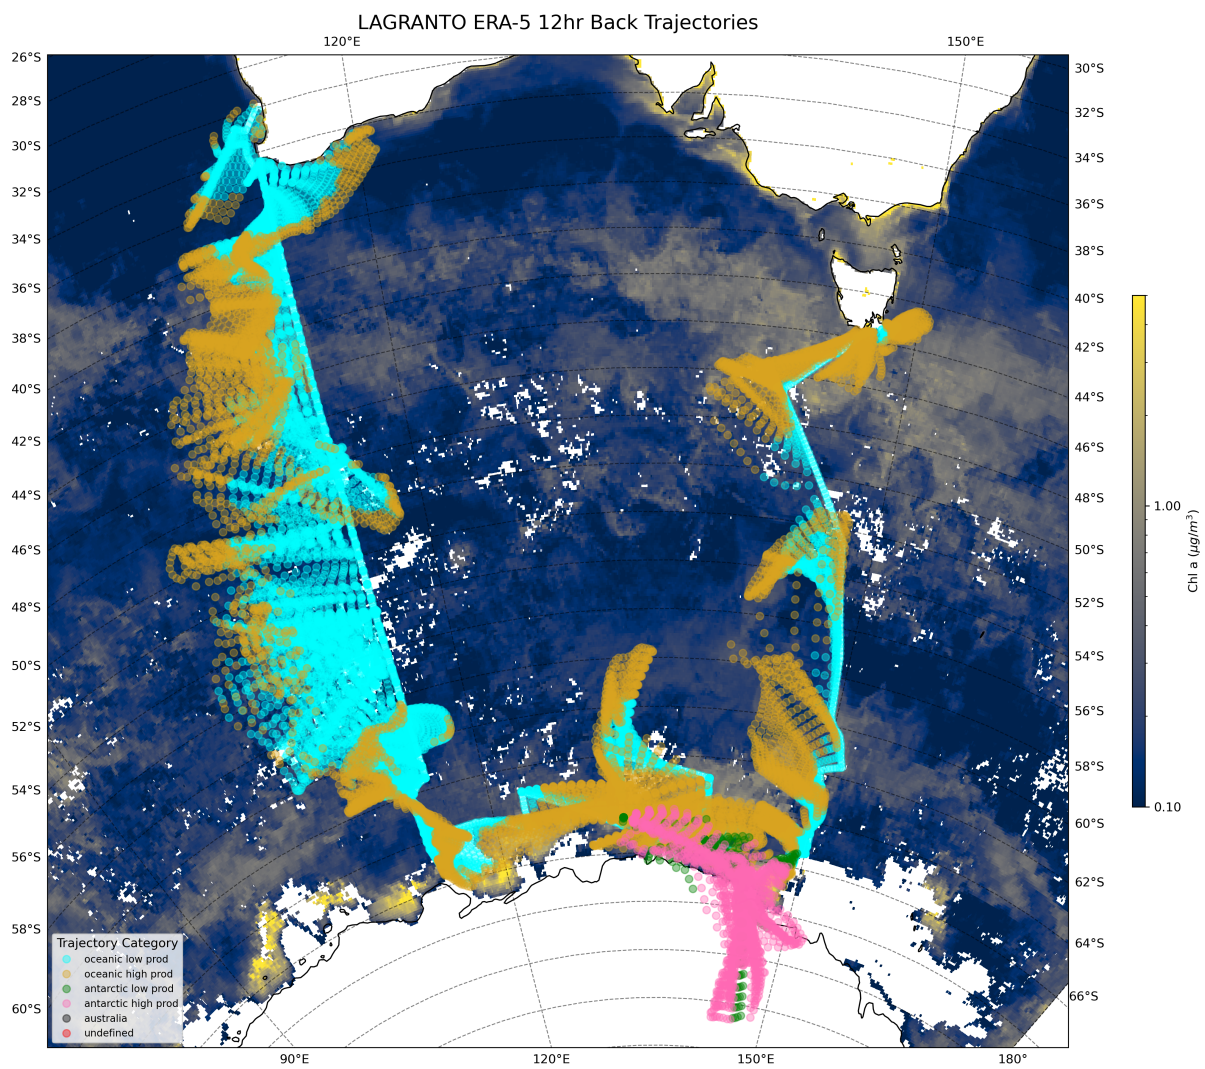 LAGRANTO ERA-5 12hr Back Trajectories
120°E 150°E
26°S
28°S
30°S
32°S
34°S
36°S
38°S
40°S
42°S
44°S
46°S
48°S
50°S
52°S
54°S
56°S
58°S
60°S
30°S
32°S
34°S
36°S
38°S
40°S
42°S
44°S
46°S
48°S
50°S
52°S
54°S
56°S
58°S
60°S
62°S
64°S
66°S
1.00
0.10
Chl a (μg/m³)
Trajectory Category
oceanic low prod
oceanic high prod
antarctic low prod
antarctic high prod
australia
undefined
90°E 120°E 150°E 180°